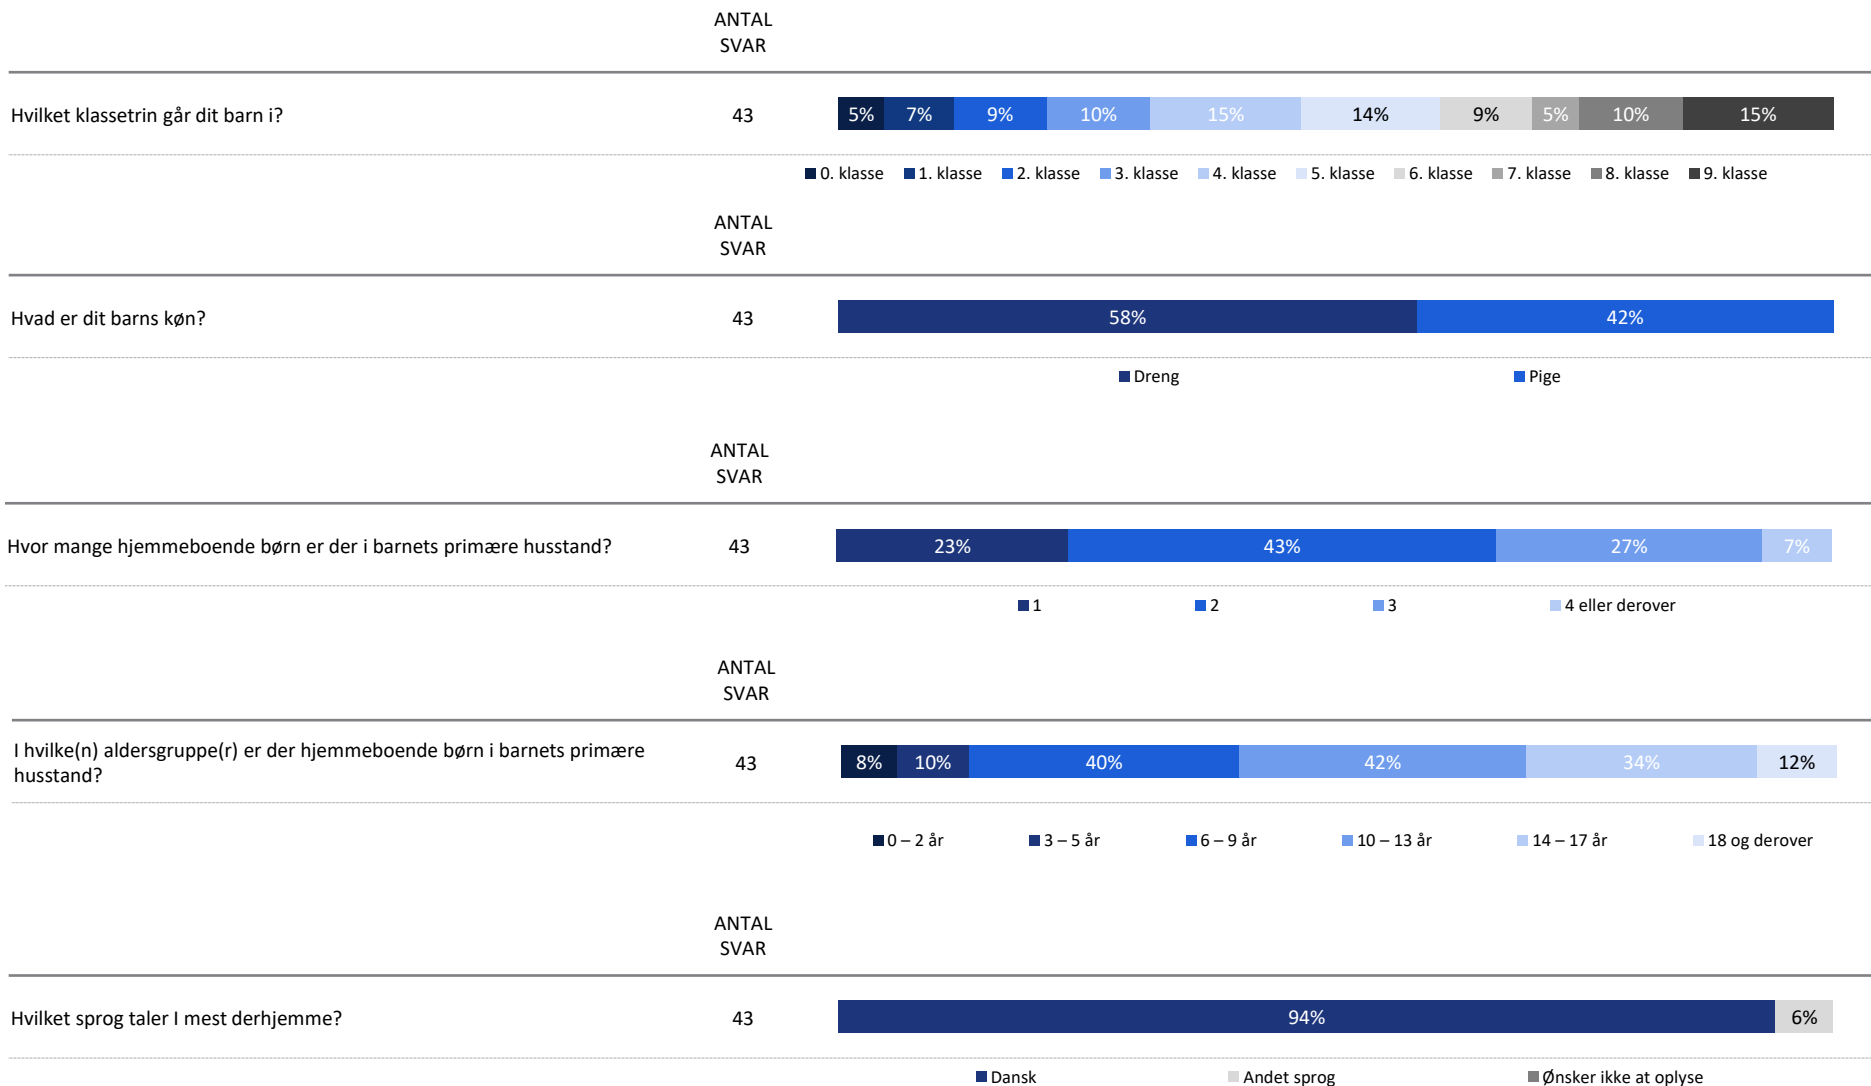 ANTAL
SVAR
Hvilket klassetrin går dit barn i?
43
5% 7% 9% 10% 15% 14% 9% 5% 10% 15%
0. klasse 1. klasse 2. klasse 3. klasse 4. klasse 5. klasse 6. klasse 7. klasse 8. klasse 9. klasse
ANTAL
SVAR
Hvad er dit barns køn?
43
58% 42%
Dreng Pige
ANTAL
SVAR
Hvor mange hjemmeboende børn er der i barnets primære husstand?
43
23% 43% 27% 7%
1 2 3 4 eller derover
ANTAL
SVAR
I hvilke(n) aldersgruppe(r) er der hjemmeboende børn i barnets primære
husstand?
43
8% 10% 40% 42% 34% 12%
0 – 2 år 3 – 5 år 6 – 9 år 10 – 13 år 14 – 17 år 18 og derover
ANTAL
SVAR
Hvilket sprog taler I mest derhjemme?
43
94% 6%
Dansk Andet sprog Ønsker ikke at oplyse